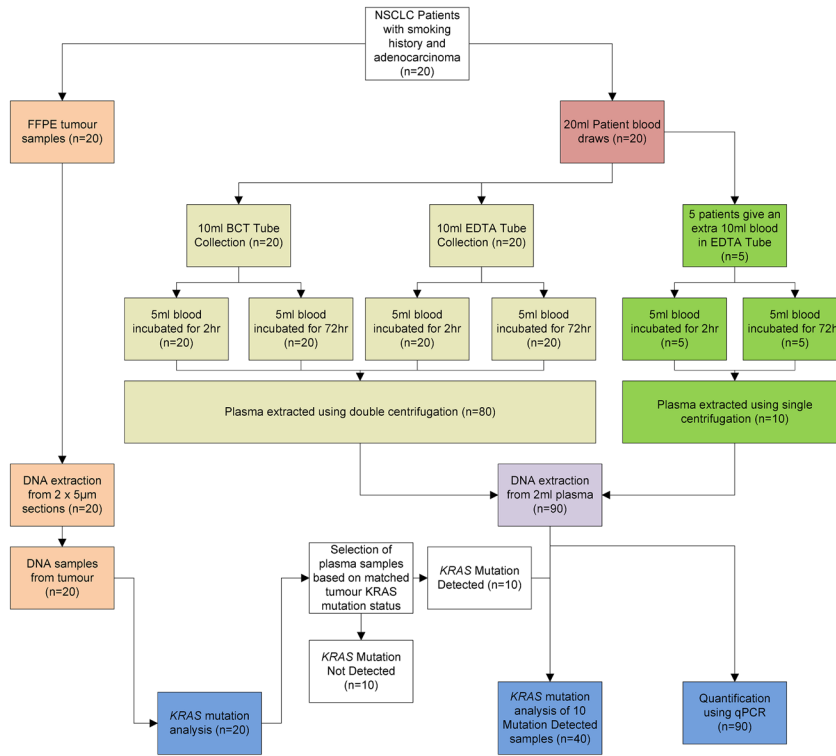 NSCLC Patients
with smoking
history and
adenocarcinoma
(n=20)
FFPE tumour
samples (n=20)
20ml Patient blood
draws
(n=20)
10ml BCT Tube
Collection (n=20)
10ml EDTA Tube
Collection (n=20)
5 patients give an
extra 10ml blood
in EDTA Tube
(n=5)
5ml blood
incubated for 2hr
(n=20)
5ml blood
incubated for 72hr
(n=20)
5ml blood
incubated for 2hr
(n=20)
5ml blood
incubated for 72hr
(n=20)
5ml blood
incubated for 2hr
(n=5)
5ml blood
incubated for 72h
(n=5)
Plasma extracted using double centrifugation (n=80)
Plasma extracted using single
centrifugation (n=10)
DNA extraction
from 2 x 5µm
sections (n=20)
DNA extraction
from 2ml plasma
(n=90)
DNA samples
from tumour
(n=20)
Selection of
plasma samples
based on matched
tumour KRAS
mutation status
KRAS Mutation
Detected (n=10)
KRAS Mutation
Not Detected
(n=10)
KRAS mutation
analysis (n=20)
KRAS mutation
analysis of 10
Mutation Detected
samples
(n=40)
Quantification
using qPCR
(n=90)